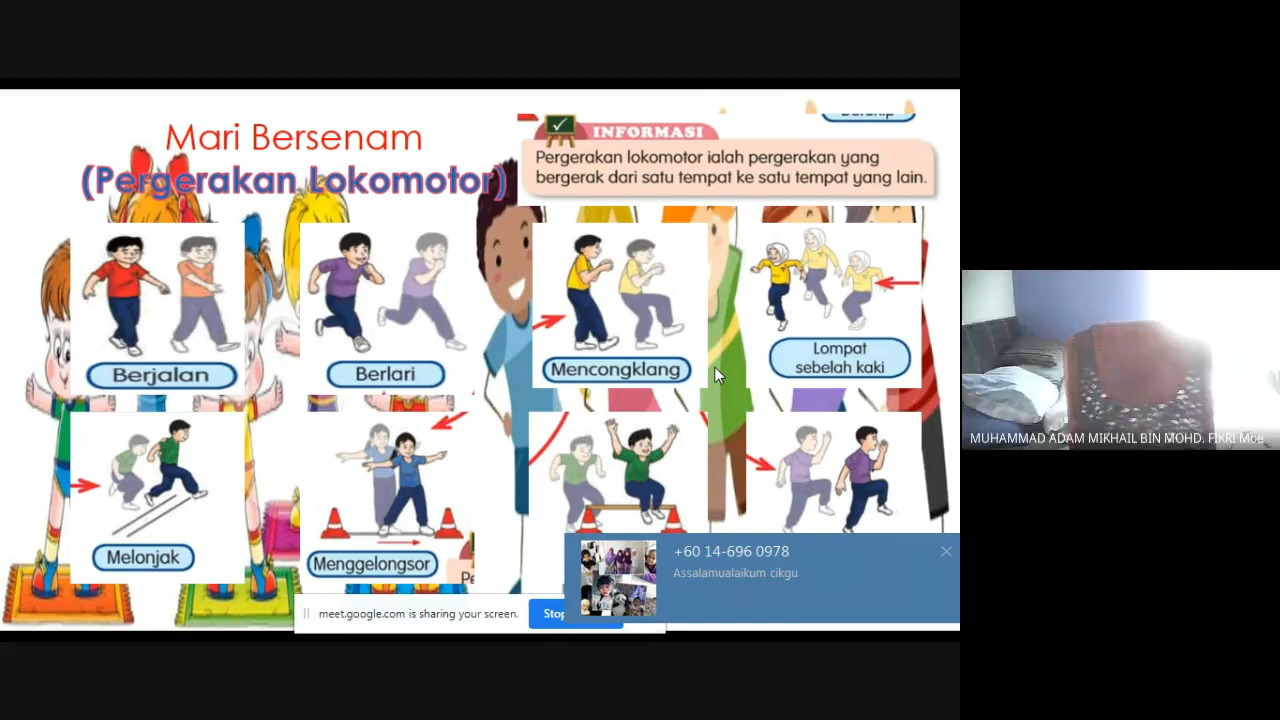 Mari Bersenam
(Pergerakan Lokomotor)
INFORMASI
Pergerakan lokomotor ialah pergerakan yang
bergerak dari satu tempat ke satu tempat yang lain.
Berjalan
Berlari
Mencongklang
Lompat
sebelah kaki
Melonjak
Menggelongsor
Pe
+60 14-696 0978
Assalamualaikum cikgu
meet.google.com is sharing your screen.
MUHAMMAD ADAM MIKHAIL BIN MOHD. FIKRI Moe